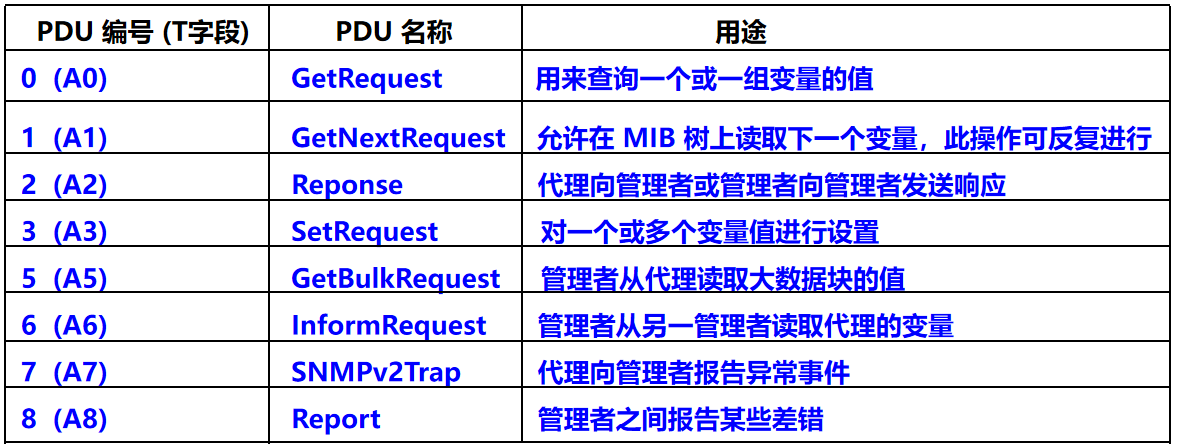 PDU 编号 (T字段) PDU 名称 用途
0 (A0) GetRequest 用来查询一个或一组变量的值
1 (A1) GetNextRequest 允许在 MIB 树上读取下一个变量，此操作可反复进行
2 (A2) Reponse 代理向管理者或管理者向管理者发送响应
3 (A3) SetRequest 对一个或多个变量值进行设置
5 (A5) GetBulkRequest 管理者从代理读取大数据块的值
6 (A6) InformRequest 管理者从另一管理者读取代理的变量
7 (A7) SNMPv2Trap 代理向管理者报告异常事件
8 (A8) Report 管理者之间报告某些差错